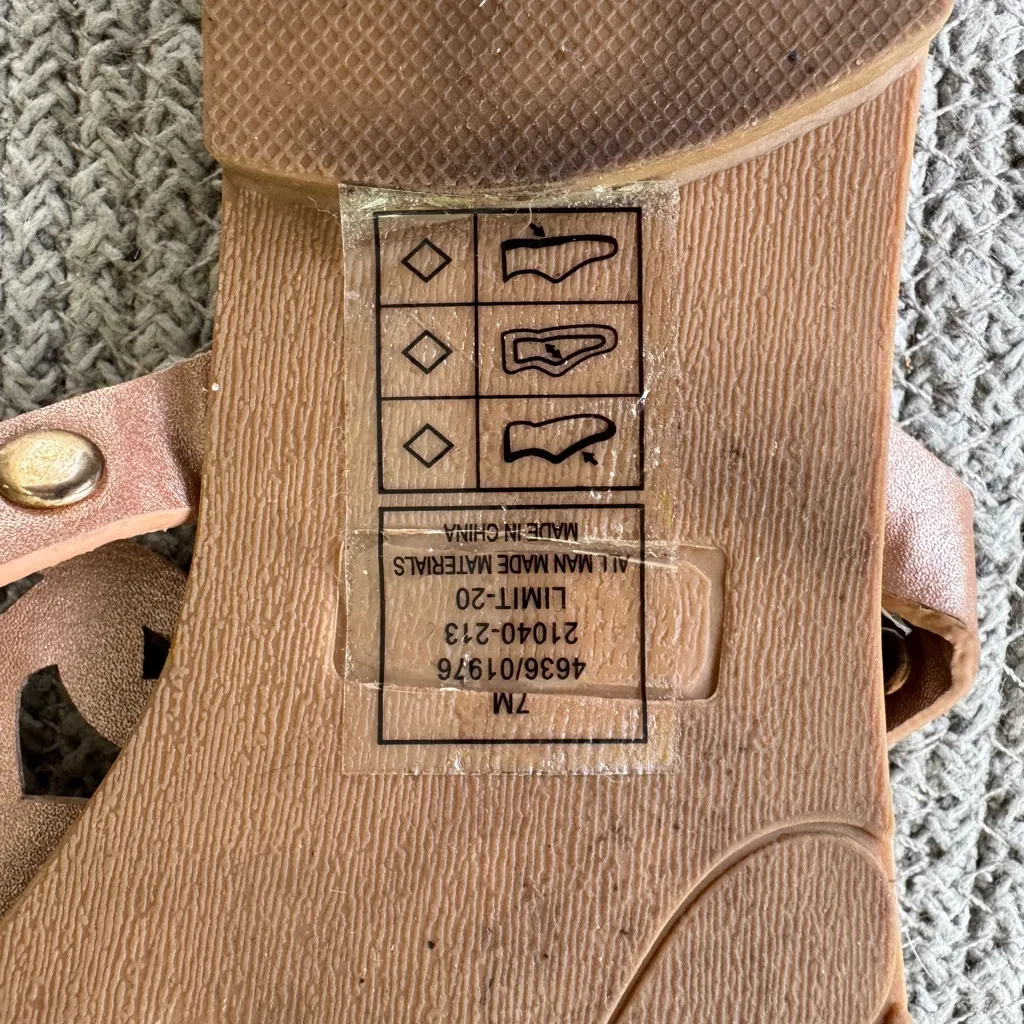 7M
4636/01976
21040-213
LIMIT-20
ALL MAN MADE MATERIALS
MADE IN CHINA